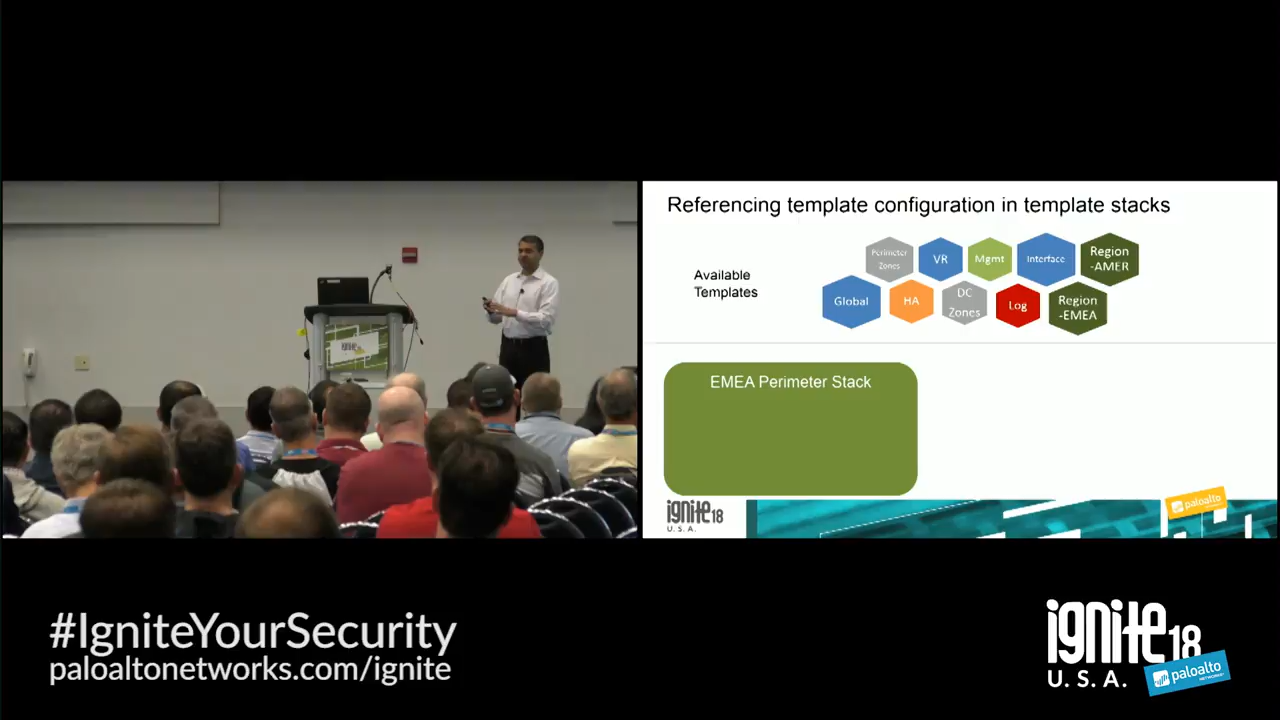 Referencing template configuration in template stacks
Available
Templates
Perimeter
Zones
VR
Mgmt
Interface
Region
-AMER
Global
HA
DC
Zones
Log
Region
-EMEA
EMEA Perimeter Stack
ignite18
U.S.A.
paloalto
#IgniteYourSecurity
paloaltonetworks.com/ignite
ignite18
U.S.A.
paloalto
NETWORKS